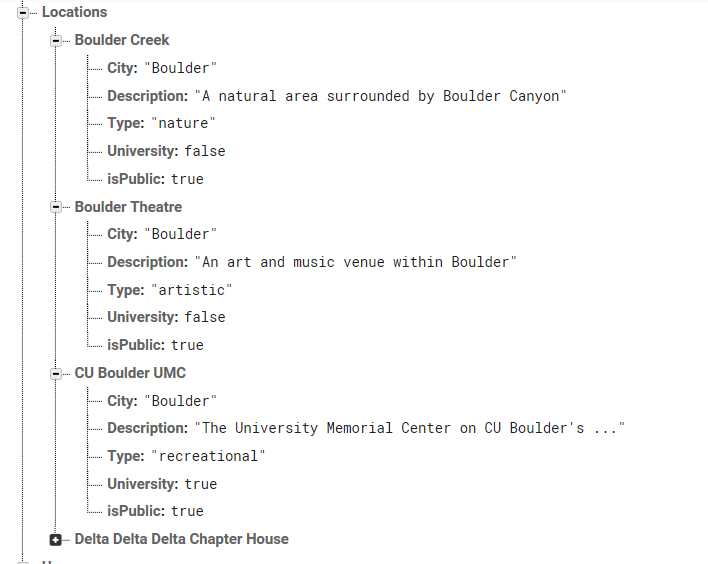 Locations
Boulder Creek
City: "Boulder"
Description: "A natural area surrounded by Boulder Canyon"
Type: "nature"
University: false
isPublic: true
Boulder Theatre
City: "Boulder"
Description: "An art and music venue within Boulder"
Type: "artistic"
University: false
isPublic: true
CU Boulder UMC
City: "Boulder"
Description: "The University Memorial Center on CU Boulder's ..."
Type: "recreational"
University: true
isPublic: true
Delta Delta Delta Chapter House